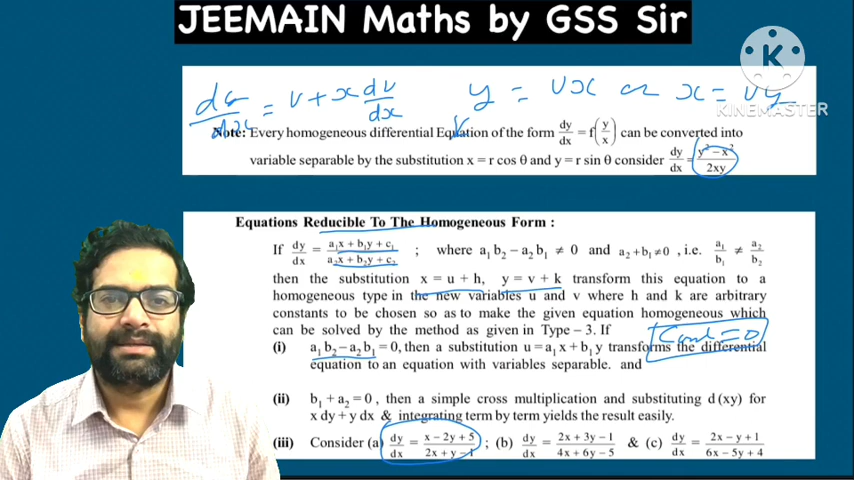 JEEMAIN Maths by GSS Sir
K
KINEMASTER
dy/dx = v + x dv/dx    y = vx or x = vy
Note: Every homogeneous differential Equation of the form dy/dx = f(y/x) can be converted into
variable separable by the substitution x = r cos θ and y = r sin θ consider dy/dx = (y² − x²)/2xy
Equations Reducible To The Homogeneous Form :
If dy/dx = (a₁x + b₁y + c₁)/(a₂x + b₂y + c₂) ; where a₁b₂ − a₂b₁ ≠ 0 and a₂+b₁≠0 , i.e. a₁/b₁ ≠ a₂/b₂
then the substitution x = u + h, y = v + k transform this equation to a
homogeneous type in the new variables u and v where h and k are arbitrary
constants to be chosen so as to make the given equation homogeneous which
can be solved by the method as given in Type − 3. If
Const = 0
(i) a₁b₂ − a₂b₁ = 0, then a substitution u = a₁x + b₁y transforms the differential
equation to an equation with variables separable. and
(ii) b₁ + a₂ = 0 , then a simple cross multiplication and substituting d (xy) for
x dy + y dx & integrating term by term yields the result easily.
(iii) Consider (a) dy/dx = (x − 2y + 5)/(2x + y − 1) ; (b) dy/dx = (2x + 3y − 1)/(4x + 6y − 5) & (c) dy/dx = (2x − y + 1)/(6x − 5y + 4)